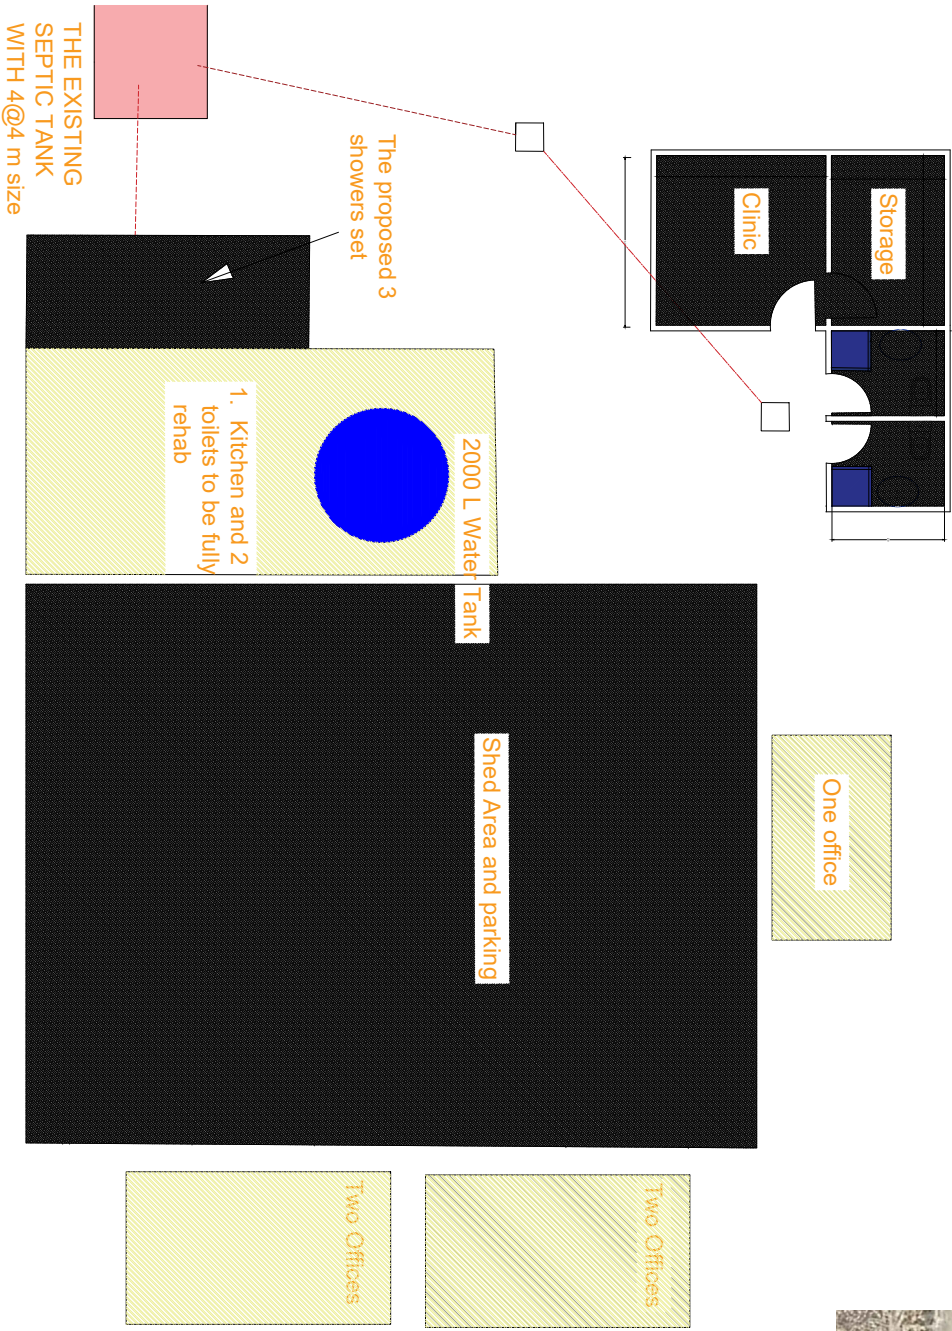 THE EXISTING
SEPTIC TANK
WITH 4@4 m size
The proposed 3
showers set
Storage
Clinic
1. Kitchen and 2
toilets to be fully
rehab
2000 L Water Tank
Shed Area and parking
One office
Two Offices
Two Offices